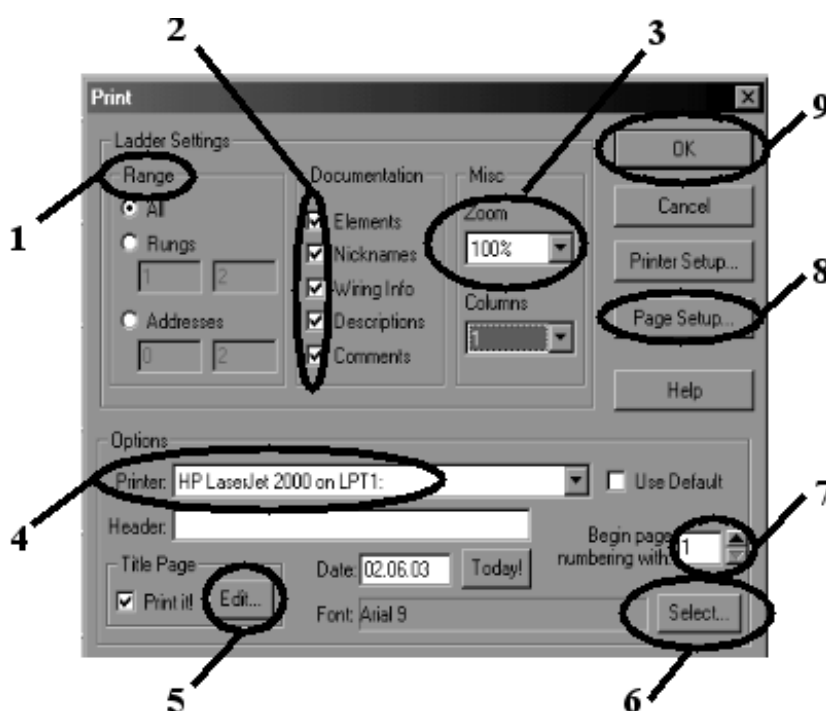 2
3
Print
9
Ladder Settings
OK
Range
Documentation
Misc
1
All
Elements
Zoom
Cancel
Rungs
Nicknames
100%
Printer Setup...
1 2
Wiring Info
8
Addresses
Descriptions
Columns
Page Setup...
0 2
Comments
1
Help
Options
Printer: HP LaserJet 2000 on LPT1:
Use Default
7
4
Header:
Begin page
numbering with: 1
Title Page
Date: 02.06.03 Today!
Print it! Edit...
Font: Arial 9
Select...
5
6